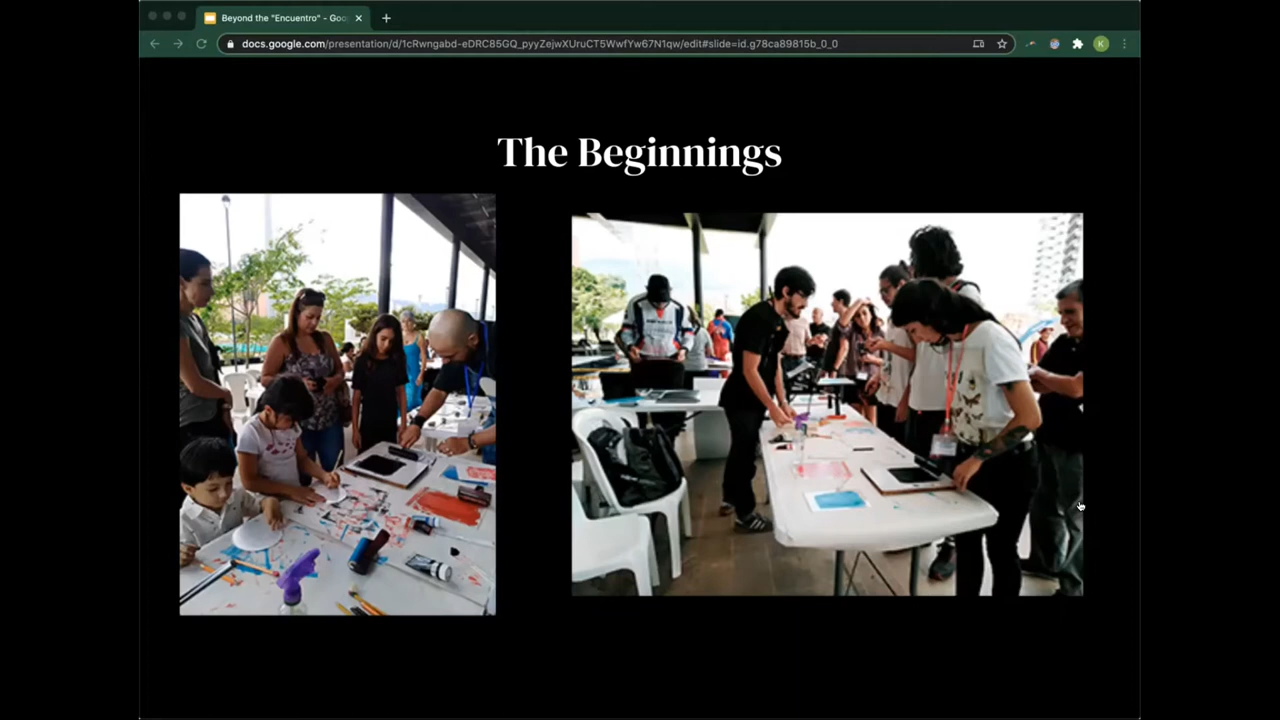 Beyond the "Encuentro" - Goo
docs.google.com/presentation/d/1cRwngabd-eDRC85GQ_pyyZejwXUruCT5WwfYw67N1qw/edit#slide=id.g78ca89815b_0_0
K
The Beginnings